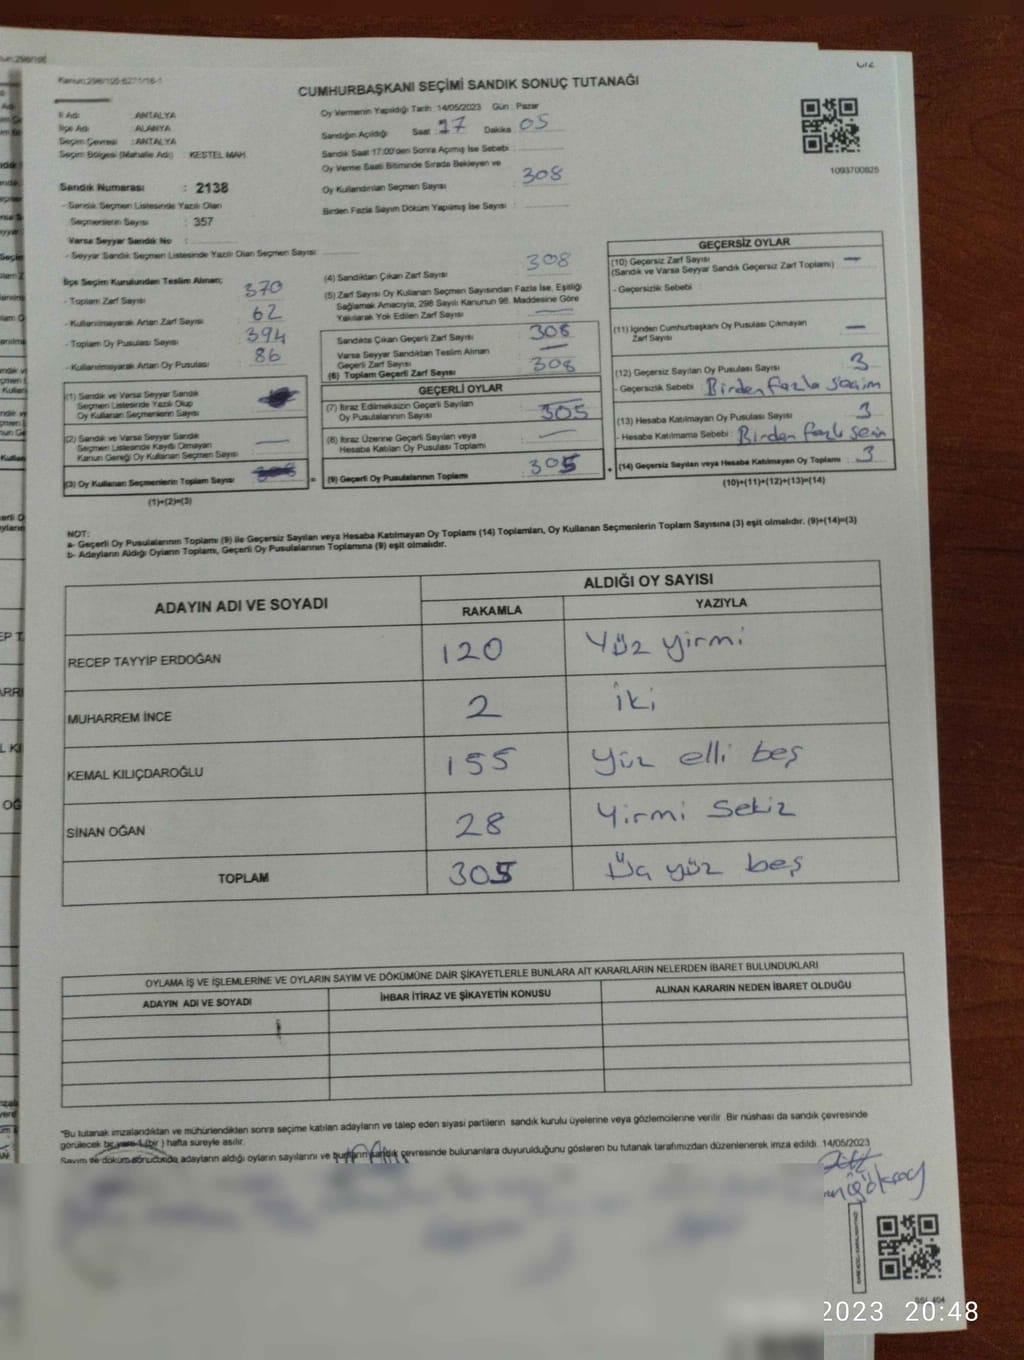 Kanun:298/105-6271/16-1
CUMHURBAŞKANI SEÇİMİ SANDIK SONUÇ TUTANAĞI
İl Adı : ANTALYA
İlçe Adı : ALANYA
Seçim Çevresi : ANTALYA
Seçim Bölgesi (Mahalle Adı) : KESTEL MAH.
Sandık Numarası : 2138
- Sandık Seçmen Listesinde Yazılı Olan
Seçmenlerin Sayısı : 357
Varsa Seyyar Sandık No :
- Seyyar Sandık Seçmen Listesinde Yazılı Olan Seçmen Sayısı :
Oy Vermenin Yapıldığı Tarih : 14/05/2023 Gün : Pazar
Sandığın Açıldığı Saat : 17 Dakika : 05
Sandık Saat 17:00'den Sonra Açılmış İse Sebebi :
Oy Verme Saati Bitiminde Sırada Bekleyen ve
Oy Kullandırılan Seçmen Sayısı : 308
Birden Fazla Sayım Döküm Yapılmış İse Sayısı :
1093700825
İlçe Seçim Kurulundan Teslim Alınan;
- Toplam Zarf Sayısı : 370
- Kullanılmayarak Artan Zarf Sayısı : 62
- Toplam Oy Pusulası Sayısı : 394
- Kullanılmayarak Artan Oy Pusulası : 86
(1) Sandık ve Varsa Seyyar Sandık
Seçmen Listesinde Yazılı Olup
Oy Kullanan Seçmenlerin Sayısı :
(2) Sandık ve Varsa Seyyar Sandık
Seçmen Listesinde Kayıtlı Olmayan
Kanun Gereği Oy Kullanan Seçmen Sayısı : —
(3) Oy Kullanan Seçmenlerin Toplam Sayısı : 308
(1)+(2)=(3)
(4) Sandıktan Çıkan Zarf Sayısı 308
(5) Zarf Sayısı Oy Kullanan Seçmen Sayısından Fazla İse, Eşitliği
Sağlamak Amacıyla, 298 Sayılı Kanunun 98. Maddesine Göre
Yakılarak Yok Edilen Zarf Sayısı : —
Sandıkta Çıkan Geçerli Zarf Sayısı : 308
Varsa Seyyar Sandıktan Teslim Alınan
Geçerli Zarf Sayısı : —
(6) Toplam Geçerli Zarf Sayısı : 308
GEÇERLİ OYLAR
(7) İtiraz Edilmeksizin Geçerli Sayılan
Oy Pusulalarının Sayısı : 305
(8) İtiraz Üzerine Geçerli Sayılan veya
Hesaba Katılan Oy Pusulası Toplamı : —
(9) Geçerli Oy Pusulalarının Toplamı : 305
GEÇERSİZ OYLAR
(10) Geçersiz Zarf Sayısı : —
(Sandık ve Varsa Seyyar Sandık Geçersiz Zarf Toplamı)
- Geçersizlik Sebebi :
(11) İçinden Cumhurbaşkanı Oy Pusulası Çıkmayan
Zarf Sayısı : —
(12) Geçersiz Sayılan Oy Pusulası Sayısı : 3
- Geçersizlik Sebebi : Birden fazla seçim
(13) Hesaba Katılmayan Oy Pusulası Sayısı : 3
- Hesaba Katılmama Sebebi : Birden fazla
(14) Geçersiz Sayılan veya Hesaba Katılmayan Oy Toplamı : 3
(10)+(11)+(12)+(13)=(14)
NOT:
a- Geçerli Oy Pusulalarının Toplamı (9) ile Geçersiz Sayılan veya Hesaba Katılmayan Oy Toplamı (14) Toplamları, Oy Kullanan Seçmenlerin Toplam Sayısına (3) eşit olmalıdır. (9)+(14)=(3)
b- Adayların Aldığı Oyların Toplamı, Geçerli Oy Pusulalarının Toplamına (9) eşit olmalıdır.
ADAYIN ADI VE SOYADI ALDIĞI OY SAYISI
RAKAMLA YAZIYLA
RECEP TAYYİP ERDOĞAN 120 Yüz yirmi
MUHARREM İNCE 2 İki
KEMAL KILIÇDAROĞLU 155 Yüz elli beş
SİNAN OĞAN 28 Yirmi Sekiz
TOPLAM 305 Üç yüz beş
OYLAMA İŞ VE İŞLEMLERİNE VE OYLARIN SAYIM VE DÖKÜMÜNE DAİR ŞİKAYETLERLE BUNLARA AİT KARARLARIN NELERDEN İBARET BULUNDUKLARI
ADAYIN ADI VE SOYADI İHBAR İTİRAZ VE ŞİKAYETİN KONUSU ALINAN KARARIN NEDEN İBARET OLDUĞU
*Bu tutanak imzalandıktan ve mühürlendikten sonra seçime katılan adayların ve talep eden siyasi partilerin sandık kurulu üyelerine veya gözlemcilerine verilir. Bir nüshası da sandık çevresinde
görülecek bir yere 1 (bir) hafta süreyle asılır.
Sayım ve döküm sonucunda adayların aldığı oyların sayılarını ve bunların sandık çevresinde bulunanlara duyurulduğunu gösteren bu tutanak tarafımızdan düzenlenerek imza edildi. 14/05/2023
2023 20:48